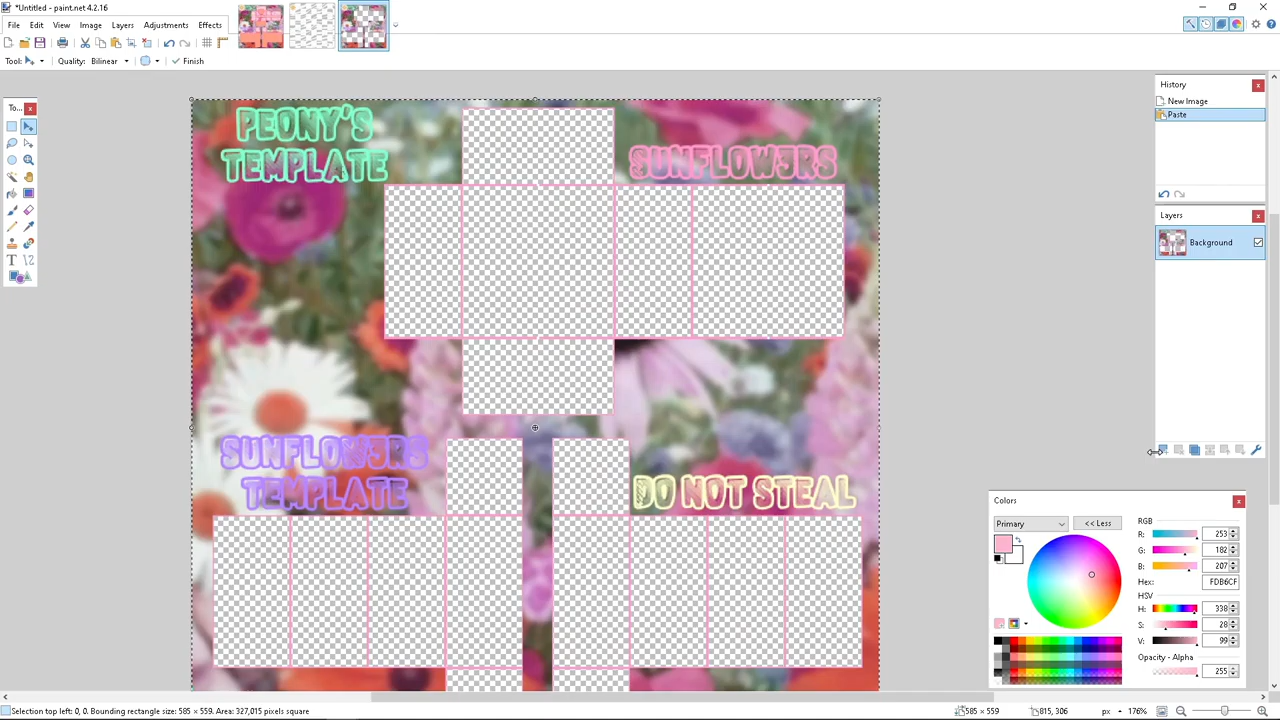 *Untitled - paint.net 4.2.16
File Edit View Image Layers Adjustments Effects
Tool: Quality: Bilinear Finish
To...
PEONY'S
TEMPLATE
SUNFLOW3RS
SUNFLOW3RS
TEMPLATE
DO NOT STEAL
History
New Image
Paste
Layers
Background
Colors
Primary
<< Less
RGB
R: 253
G: 182
B: 207
Hex: FDB6CF
HSV
H: 338
S: 28
V: 99
Opacity - Alpha
255
Selection top left: 0, 0. Bounding rectangle size: 585 × 559. Area: 327,015 pixels square
585 × 559
815, 306
px
176%